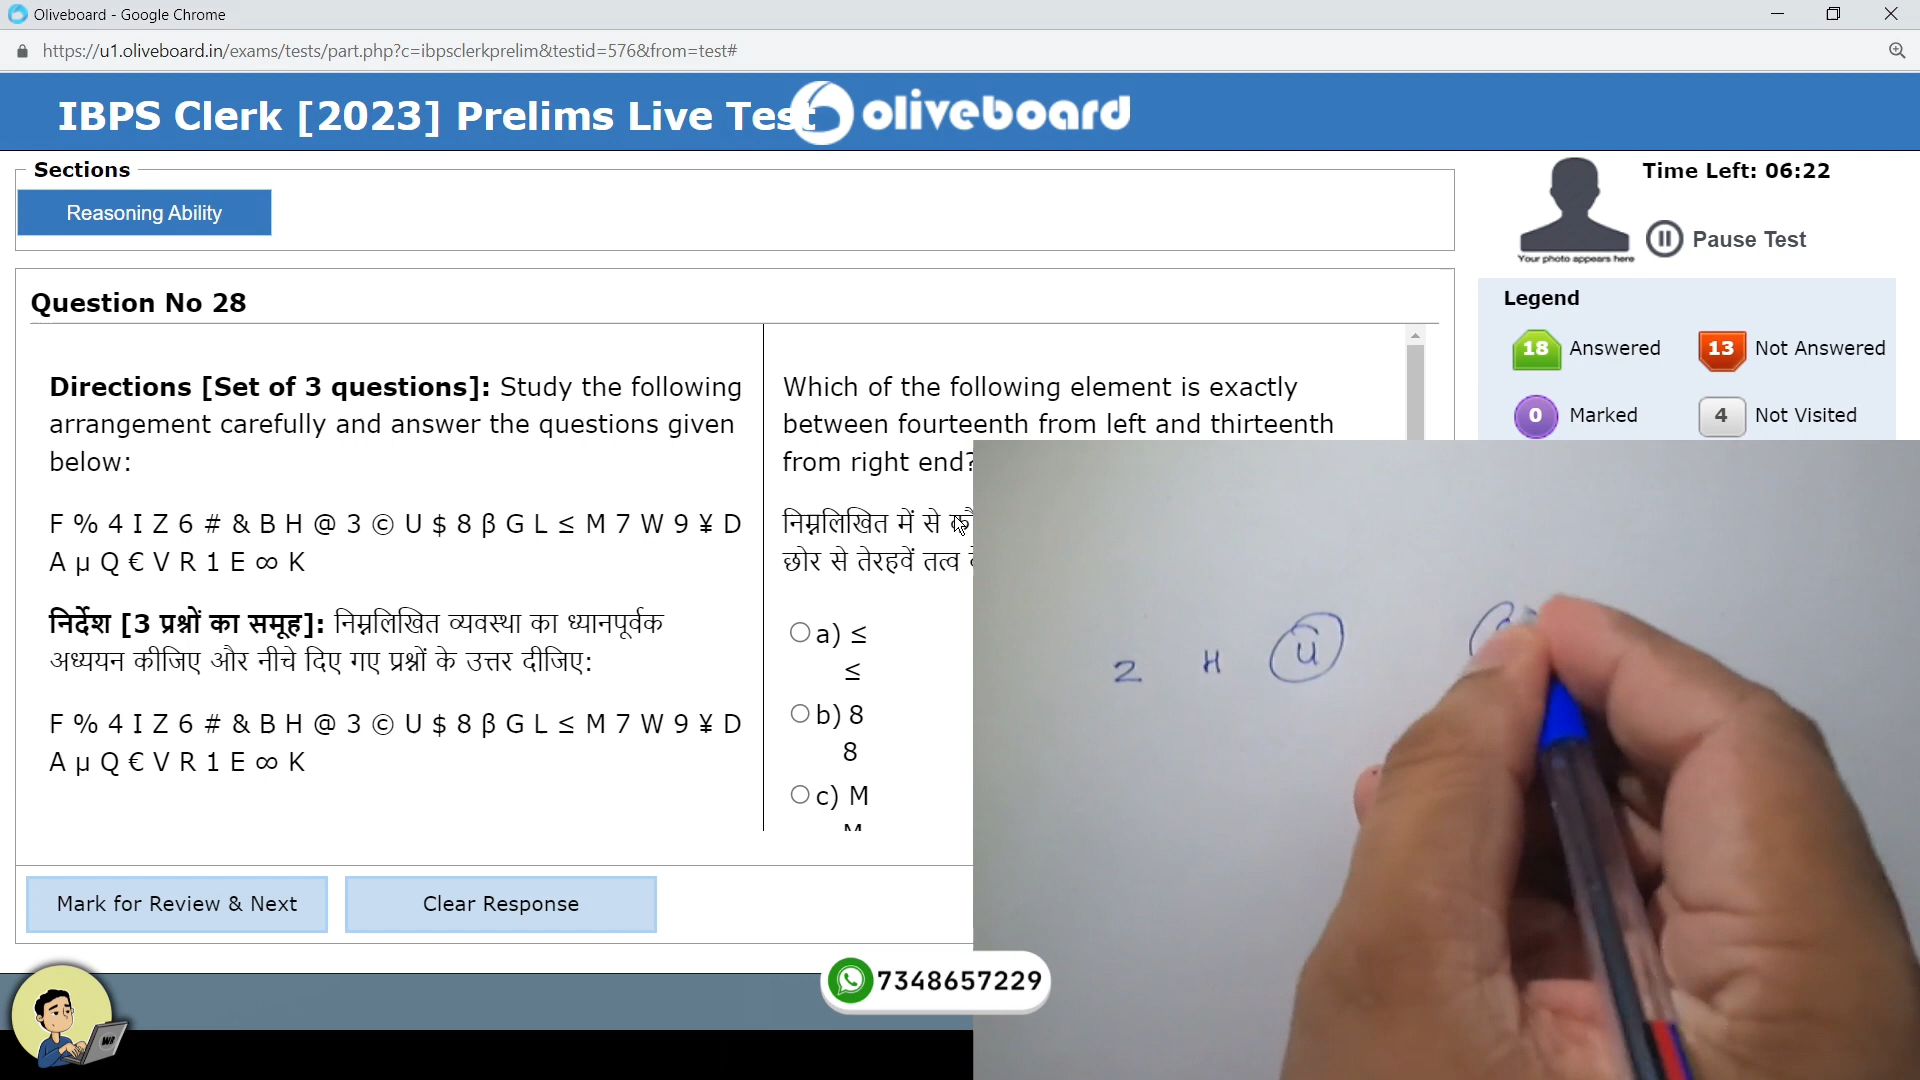 Oliveboard - Google Chrome
https://u1.oliveboard.in/exams/tests/part.php?c=ibpsclerkprelim&testid=576&from=test#
IBPS Clerk [2023] Prelims Live Test
oliveboard
Sections
Reasoning Ability
Time Left: 06:22
Your photo appears here
Pause Test
Question No 28
Legend
18 Answered
13 Not Answered
0 Marked
4 Not Visited
Directions [Set of 3 questions]: Study the following
arrangement carefully and answer the questions given
below:
F % 4 I Z 6 # & B H @ 3 © U $ 8 β G L ≤ M 7 W 9 ¥ D
A μ Q € V R 1 E ∞ K
निर्देश [3 प्रश्नों का समूह]: निम्नलिखित व्यवस्था का ध्यानपूर्वक
अध्ययन कीजिए और नीचे दिए गए प्रश्नों के उत्तर दीजिए:
F % 4 I Z 6 # & B H @ 3 © U $ 8 β G L ≤ M 7 W 9 ¥ D
A μ Q € V R 1 E ∞ K
Which of the following element is exactly
between fourteenth from left and thirteenth
from right end?
निम्नलिखित में से
छोर से तेरहवें तत्व
a) ≤
≤
b) 8
8
c) M
M
Z H U
Mark for Review & Next
Clear Response
7348657229